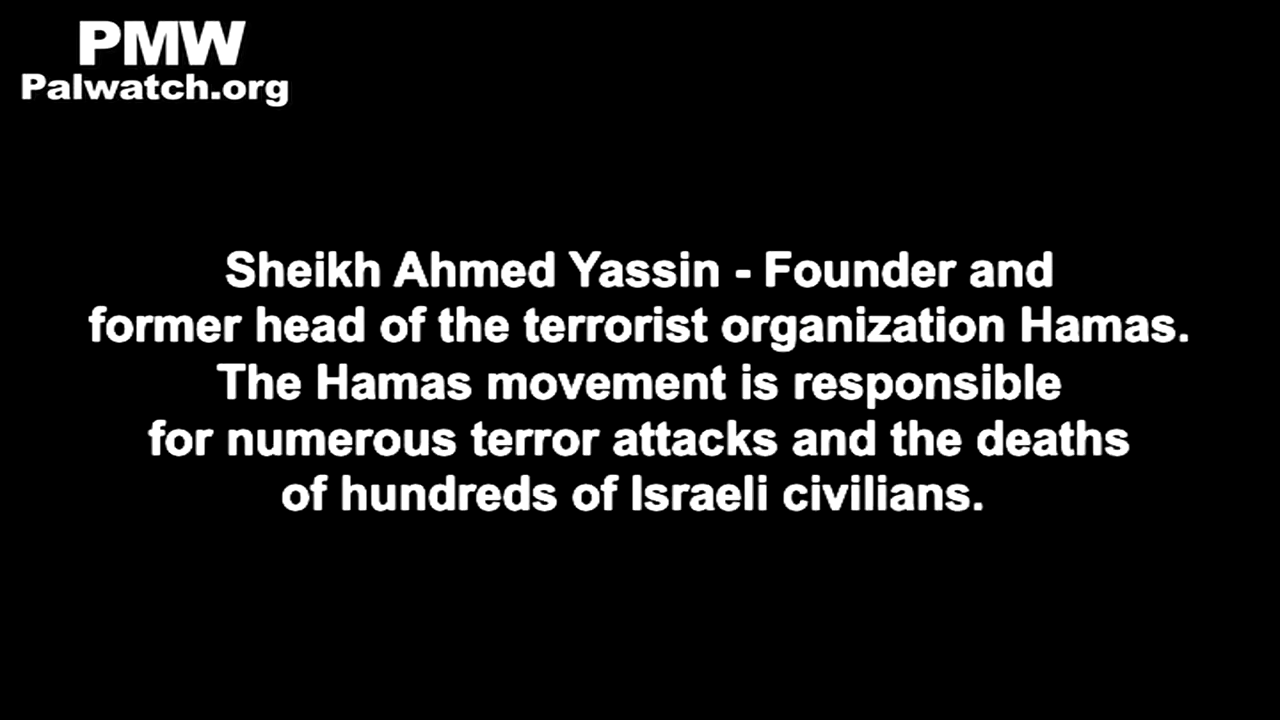 PMW
Palwatch.org
Sheikh Ahmed Yassin - Founder and
former head of the terrorist organization Hamas.
The Hamas movement is responsible
for numerous terror attacks and the deaths
of hundreds of Israeli civilians.